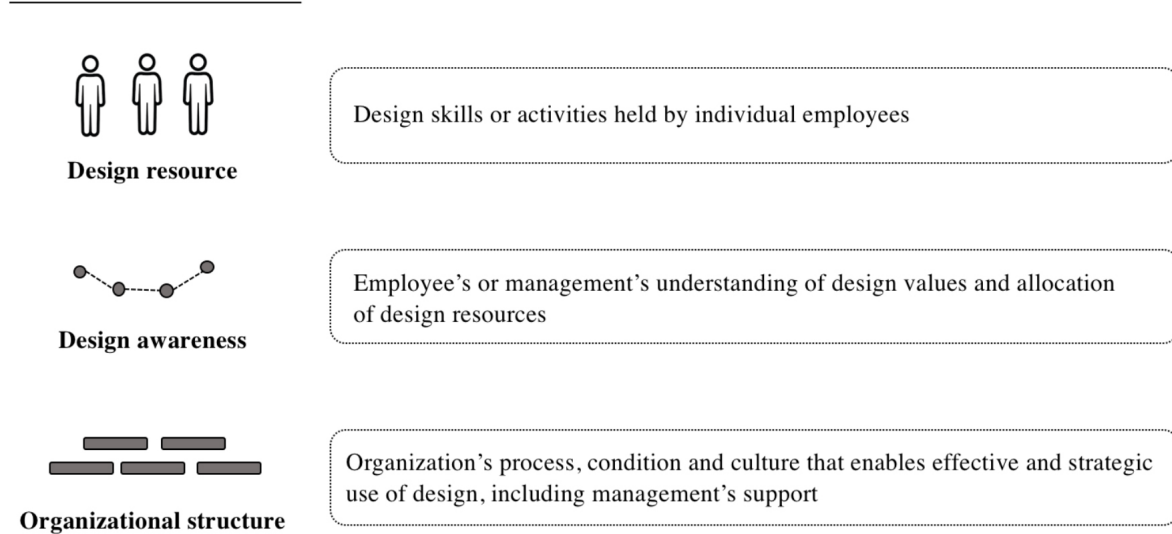 Design skills or activities held by individual employees
Design resource
Employee’s or management’s understanding of design values and allocation
of design resources
Design awareness
Organization’s process, condition and culture that enables effective and strategic
use of design, including management’s support
Organizational structure